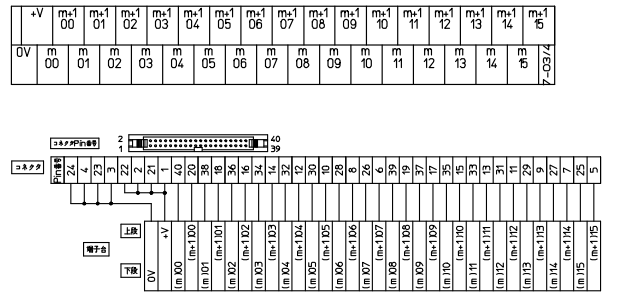 +V m+1 00 m+1 01 m+1 02 m+1 03 m+1 04 m+1 05 m+1 06 m+1 07 m+1 08 m+1 09 m+1 10 m+1 11 m+1 12 m+1 13 m+1 14 m+1 15
0V m 00 m 01 m 02 m 03 m 04 m 05 m 06 m 07 m 08 m 09 m 10 m 11 m 12 m 13 m 14 m 15 7-03/4
コネクタPin番号 2 40
1 39
コネクタ Pin番号 24 4 23 3 22 2 21 1 40 20 38 18 36 16 34 14 32 12 30 10 28 8 26 6 39 19 37 17 35 15 33 13 31 11 29 9 27 7 25 5
上段 +V (m+1)00 (m+1)01 (m+1)02 (m+1)03 (m+1)04 (m+1)05 (m+1)06 (m+1)07 (m+1)08 (m+1)09 (m+1)10 (m+1)11 (m+1)12 (m+1)13 (m+1)14 (m+1)15
端子台
下段 0V (m)00 (m)01 (m)02 (m)03 (m)04 (m)05 (m)06 (m)07 (m)08 (m)09 (m)10 (m)11 (m)12 (m)13 (m)14 (m)15